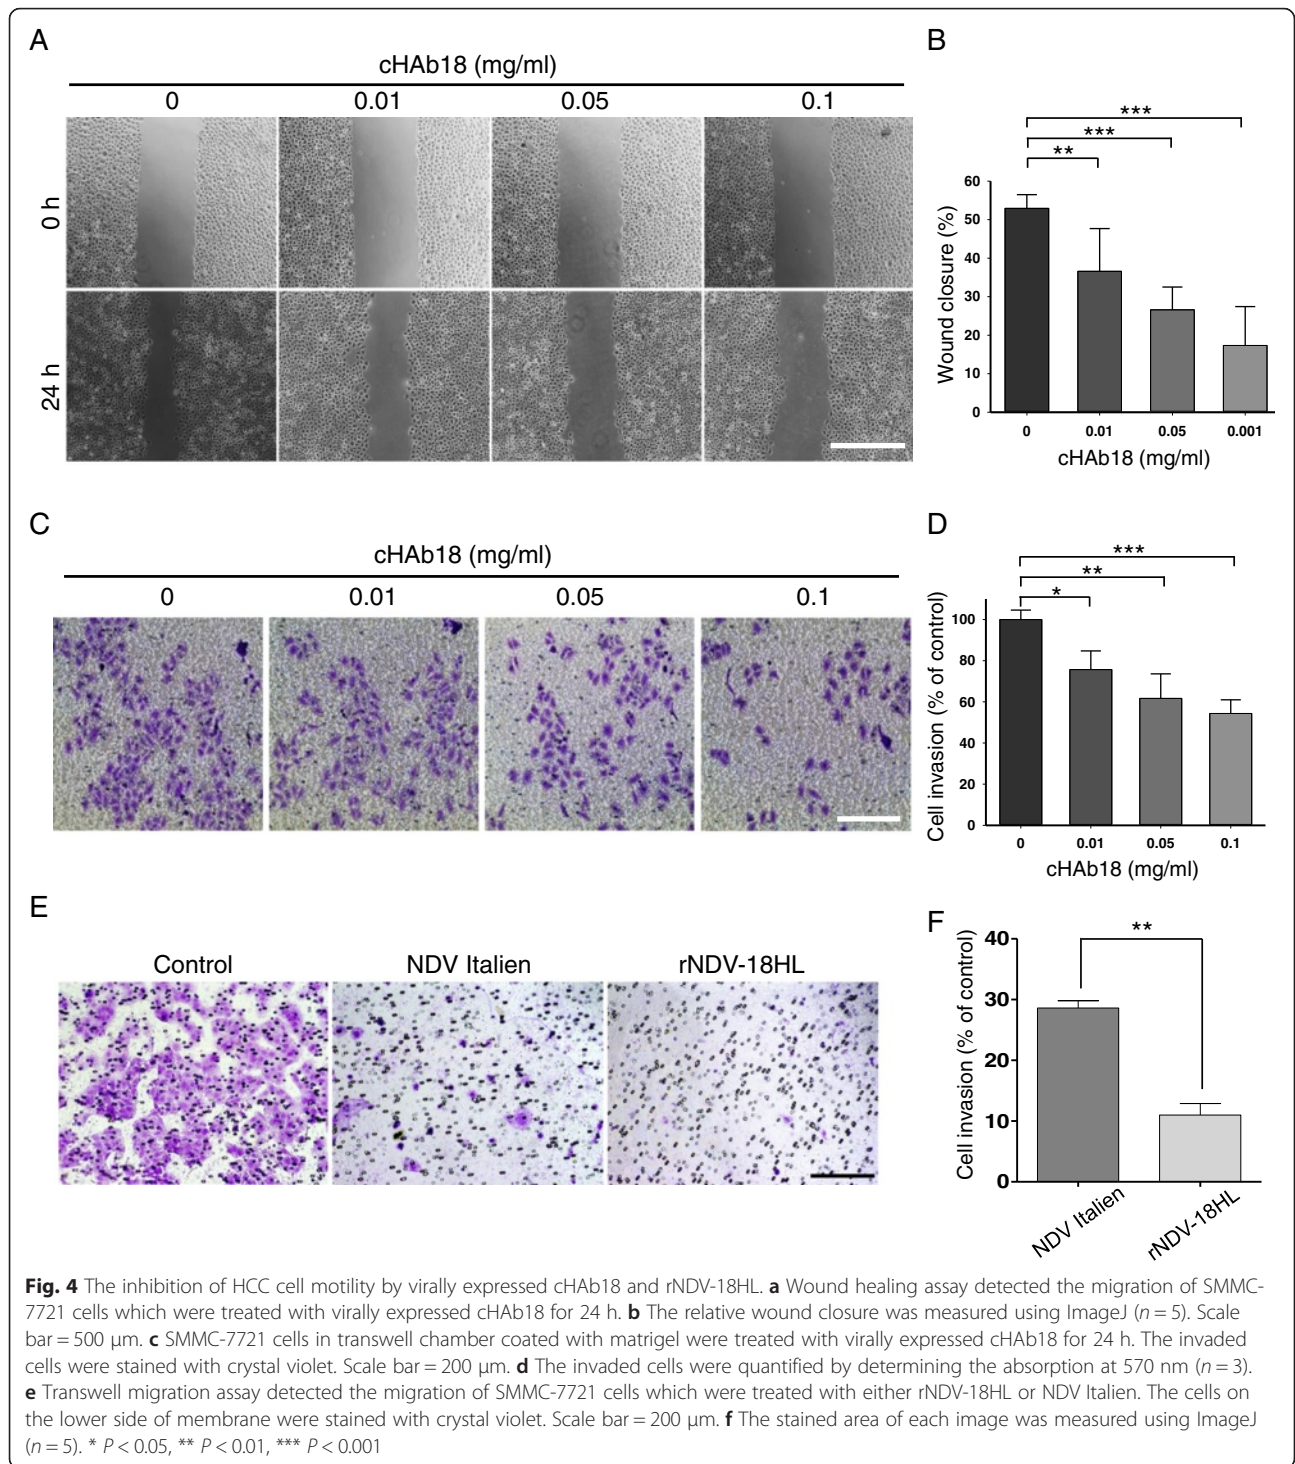 A
cHAb18 (mg/ml)
0 0.01 0.05 0.1
0 h
24 h
B
***
***
**
60
50
40
30
20
10
0
Wound closure (%)
0 0.01 0.05 0.001
cHAb18 (mg/ml)
C
cHAb18 (mg/ml)
0 0.01 0.05 0.1
D
***
**
*
100
80
60
40
20
0
Cell invasion (% of control)
0 0.01 0.05 0.1
cHAb18 (mg/ml)
E
Control NDV Italien rNDV-18HL
F
**
40
30
20
10
0
Cell invasion (% of control)
NDV Italien rNDV-18HL
Fig. 4 The inhibition of HCC cell motility by virally expressed cHAb18 and rNDV-18HL. a Wound healing assay detected the migration of SMMC-
7721 cells which were treated with virally expressed cHAb18 for 24 h. b The relative wound closure was measured using ImageJ (n = 5). Scale
bar = 500 μm. c SMMC-7721 cells in transwell chamber coated with matrigel were treated with virally expressed cHAb18 for 24 h. The invaded
cells were stained with crystal violet. Scale bar = 200 μm. d The invaded cells were quantified by determining the absorption at 570 nm (n = 3).
e Transwell migration assay detected the migration of SMMC-7721 cells which were treated with either rNDV-18HL or NDV Italien. The cells on
the lower side of membrane were stained with crystal violet. Scale bar = 200 μm. f The stained area of each image was measured using ImageJ
(n = 5). * P < 0.05, ** P < 0.01, *** P < 0.001